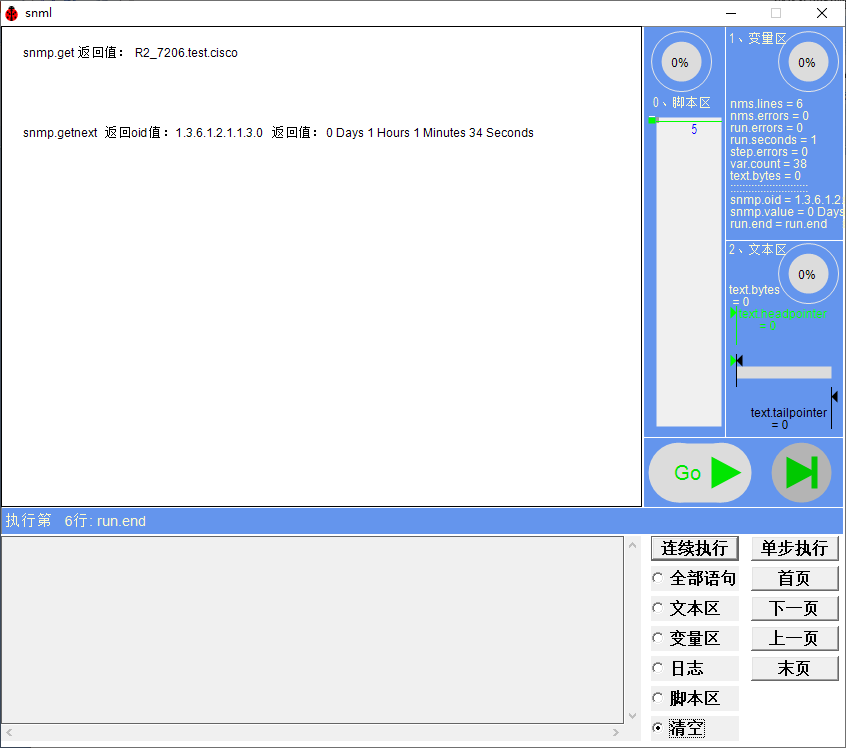 snml
snmp.get 返回值： R2_7206.test.cisco
snmp.getnext 返回oid值：1.3.6.1.2.1.1.3.0 返回值：0 Days 1 Hours 1 Minutes 34 Seconds
0%
0、脚本区
5
1、变量区
0%
nms.lines = 6
nms.errors = 0
run.errors = 0
run.seconds = 1
step.errors = 0
var.count = 38
text.bytes = 0
snmp.oid = 1.3.6.1.2.
snmp.value = 0 Days
run.end = run.end
2、文本区
0%
text.bytes
= 0
text.headpointer
= 0
text.tailpointer
= 0
Go
执行第 6行: run.end
连续执行 单步执行
全部语句 首页
文本区 下一页
变量区 上一页
日志 末页
脚本区
清空